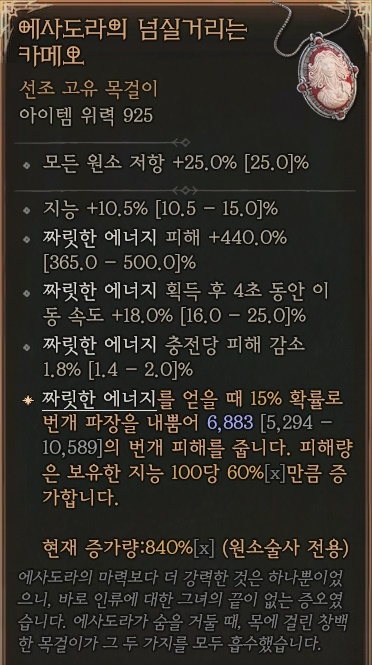 에사도라의 넘실거리는
카메오
선조 고유 목걸이
아이템 위력 925
모든 원소 저항 +25.0% [25.0]%
지능 +10.5% [10.5 – 15.0]%
짜릿한 에너지 피해 +440.0%
[365.0 – 500.0]%
짜릿한 에너지 획득 후 4초 동안 이
동 속도 +18.0% [16.0 – 25.0]%
짜릿한 에너지 충전당 피해 감소
1.8% [1.4 – 2.0]%
짜릿한 에너지를 얻을 때 15% 확률로
번개 파장을 내뿜어 6,883 [5,294 –
10,589]의 번개 피해를 줍니다. 피해량
은 보유한 지능 100당 60%[x]만큼 증
가합니다.
현재 증가량:840%[x] (원소술사 전용)
에사도라의 마력보다 더 강력한 것은 하나뿐이었
으니, 바로 인류에 대한 그녀의 끝이 없는 증오였
습니다. 에사도라가 숨을 거둘 때, 목에 걸린 창백
한 목걸이가 그 두 가지를 모두 흡수했습니다.